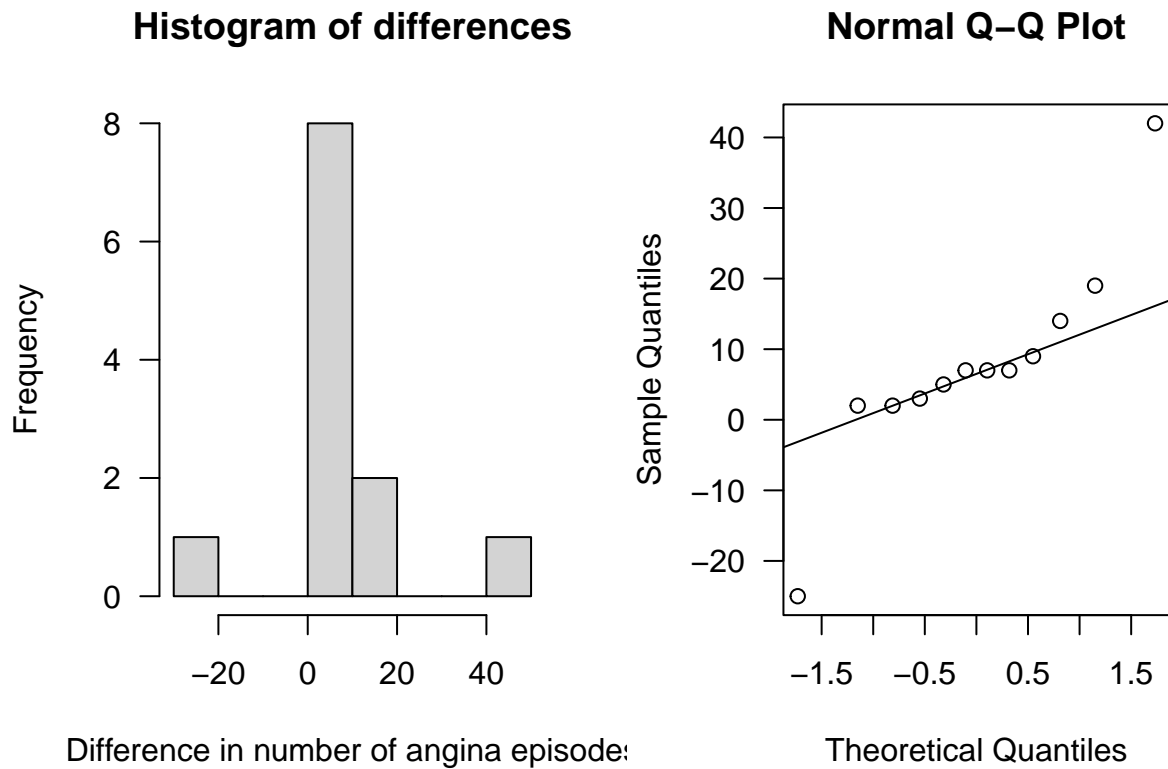 Histogram of differences
Frequency
8
6
4
2
0
−20 0 20 40
Difference in number of angina episodes
Normal Q−Q Plot
Sample Quantiles
40
30
20
10
0
−10
−20
−1.5 −0.5 0.5 1.5
Theoretical Quantiles